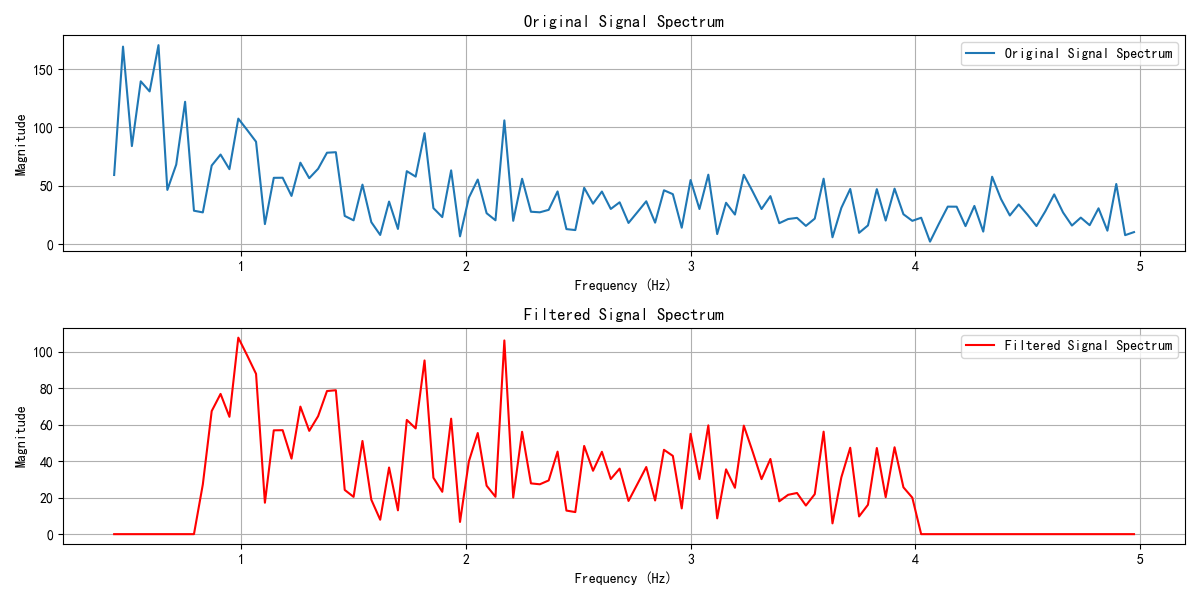 Original Signal Spectrum
Original Signal Spectrum
150
100
50
0
Magnitude
1 2 3 4 5
Frequency (Hz)
Filtered Signal Spectrum
Filtered Signal Spectrum
100
80
60
40
20
0
Magnitude
1 2 3 4 5
Frequency (Hz)